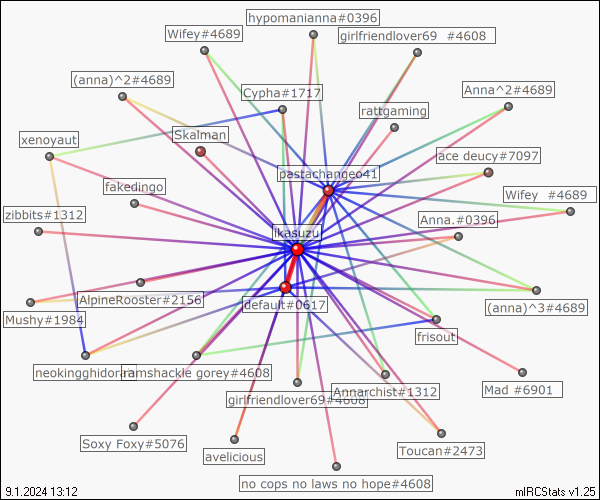 hypomanianna#0396
Wifey#4689
girlfriendlover69 #4608
(anna)^2#4689
Cypha#1717
Anna^2#4689
rattgaming
Skalman
xenoyaut
ace deucy#7097
pastachangeo41
fakedingo
Wifey #4689
zibbits#1312
Anna.#0396
ikasuzu
AlpineRooster#2156
default#0617
(anna)^3#4689
Mushy#1984
frisout
neokingghidorah
ramshackle gorey#4608
Annarchist#1312
Mad #6901
girlfriendlover69#4608
Soxy Foxy#5076
Toucan#2473
avelicious
no cops no laws no hope#4608
9.1.2024 13:12
mIRCStats v1.25